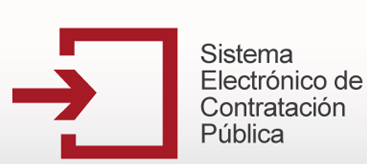 Sistema
Electrónico de
Contratación
Pública